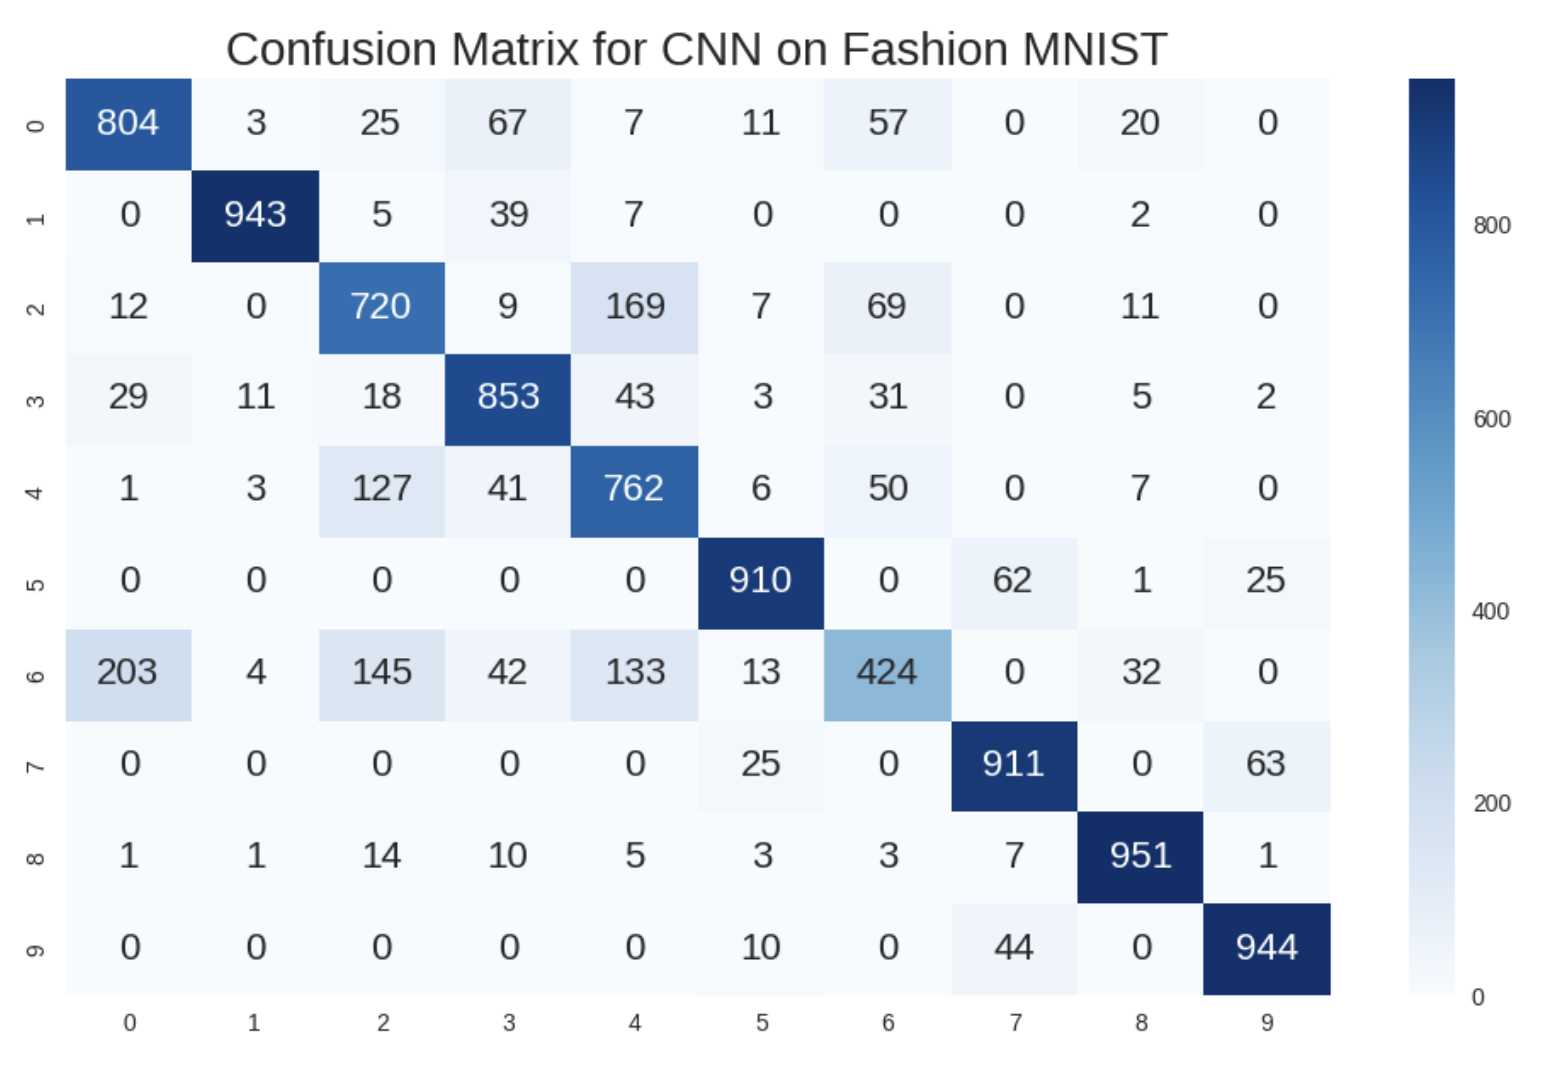 Confusion Matrix for CNN on Fashion MNIST
0 804 3 25 67 7 11 57 0 20 0
1 0 943 5 39 7 0 0 0 2 0
2 12 0 720 9 169 7 69 0 11 0
3 29 11 18 853 43 3 31 0 5 2
4 1 3 127 41 762 6 50 0 7 0
5 0 0 0 0 0 910 0 62 1 25
6 203 4 145 42 133 13 424 0 32 0
7 0 0 0 0 0 25 0 911 0 63
8 1 1 14 10 5 3 3 7 951 1
9 0 0 0 0 0 10 0 44 0 944
0 1 2 3 4 5 6 7 8 9
800
600
400
200
0